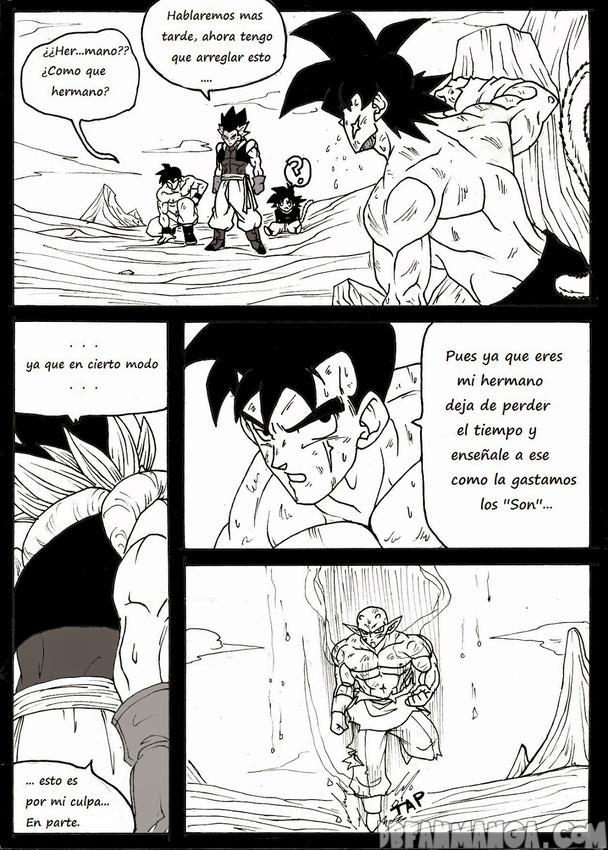 ¿¿Her...mano??
¿Como que
hermano?
Hablaremos mas
tarde, ahora tengo
que arreglar esto
....
?
. . .
ya que en cierto modo
. . .
Pues ya que eres
mi hermano
deja de perder
el tiempo y
enseñale a ese
como la gastamos
los "Son"...
... esto es
por mi culpa...
En parte.
TAP
DBFANMANGA.COM